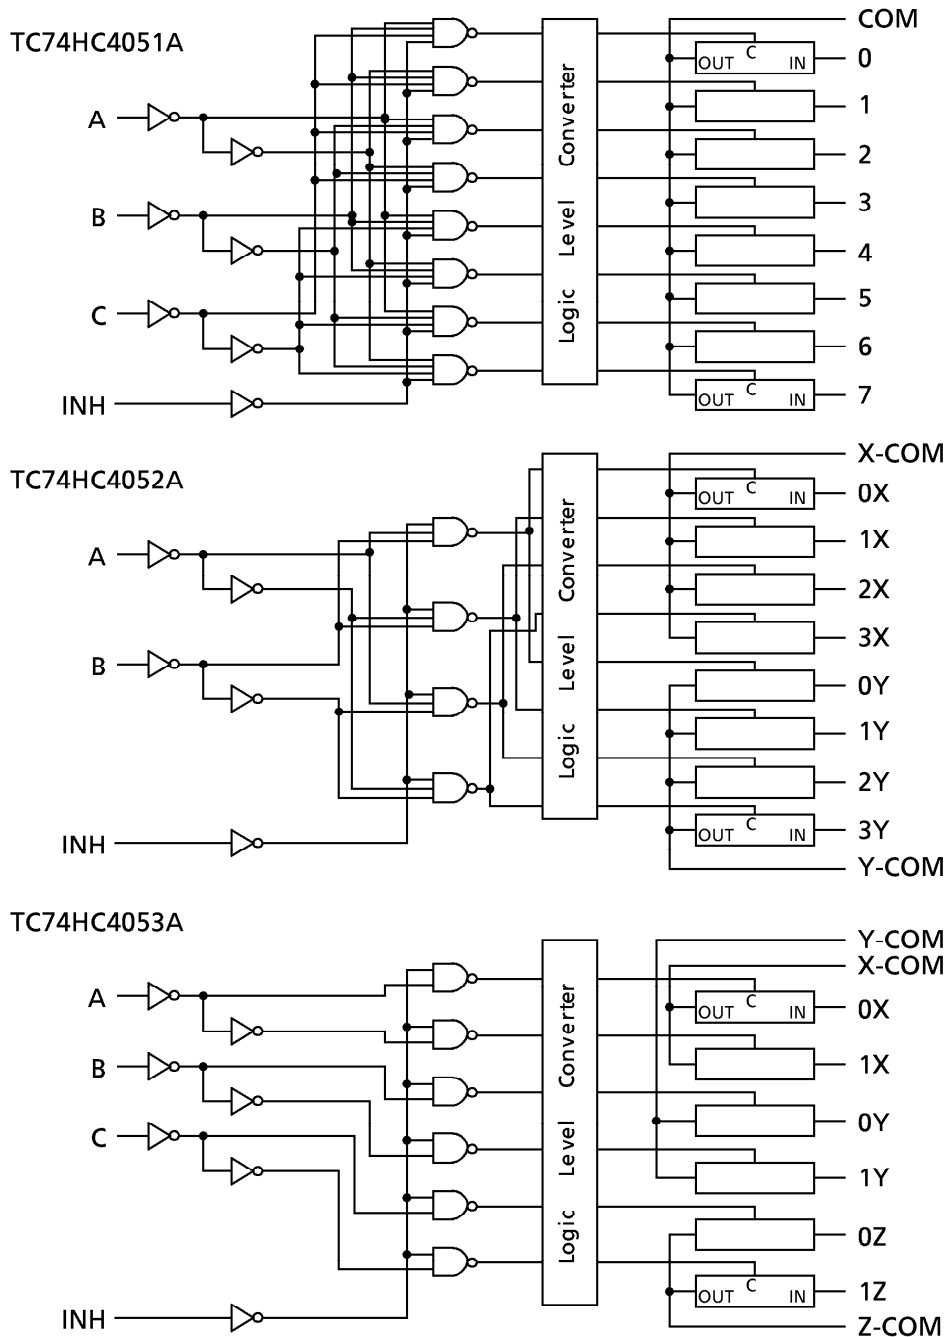 TC74HC4051A
COM
OUT C IN 0
1
A
2
3
B
4
5
C
6
OUT C IN 7
INH
Logic Level Converter
TC74HC4052A
X-COM
OUT C IN 0X
1X
A
2X
3X
B
0Y
1Y
2Y
OUT C IN 3Y
INH
Y-COM
Logic Level Converter
TC74HC4053A
Y-COM
X-COM
A
OUT C IN 0X
B
1X
0Y
C
1Y
0Z
OUT C IN 1Z
INH
Z-COM
Logic Level Converter